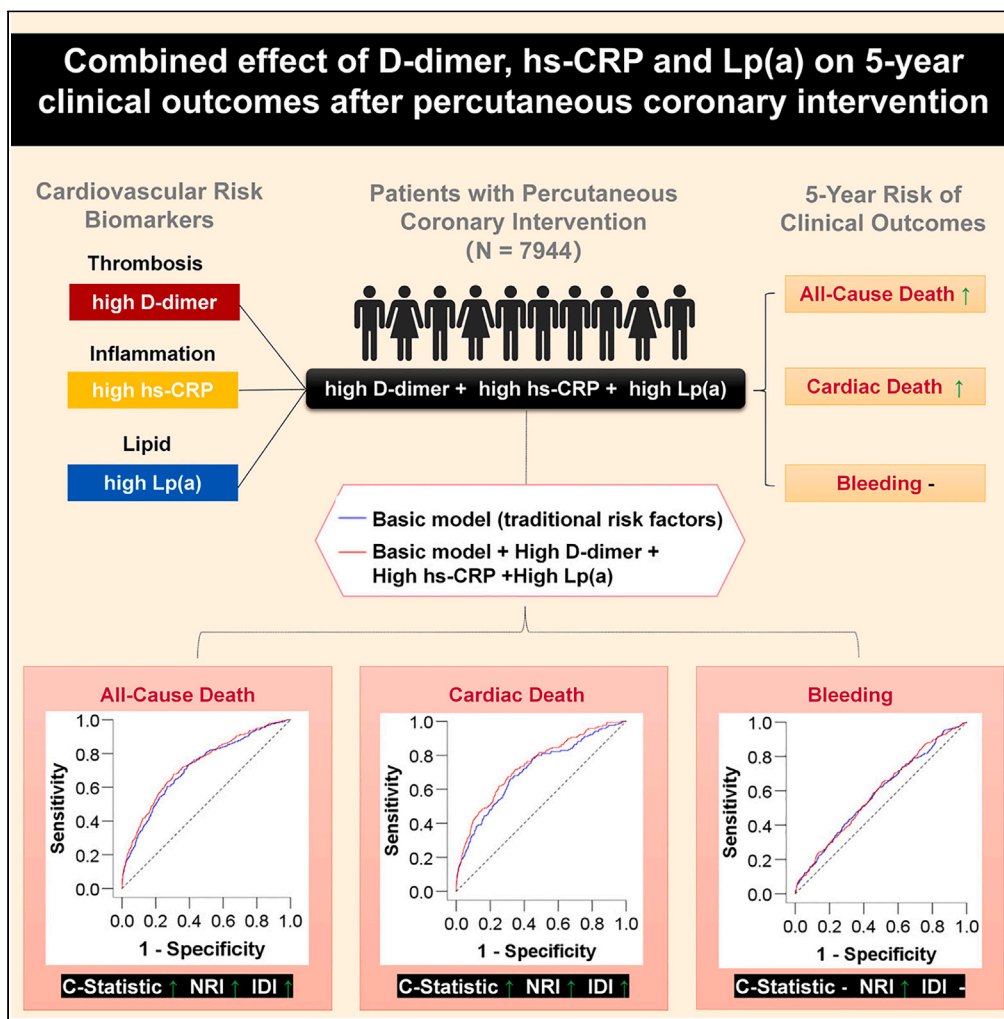 Combined effect of D-dimer, hs-CRP and Lp(a) on 5-year
clinical outcomes after percutaneous coronary intervention
Cardiovascular Risk
Biomarkers
Thrombosis
high D-dimer
Inflammation
high hs-CRP
Lipid
high Lp(a)
Patients with Percutaneous
Coronary Intervention
(N = 7944)
high D-dimer + high hs-CRP + high Lp(a)
5-Year Risk of
Clinical Outcomes
All-Cause Death ↑
Cardiac Death ↑
Bleeding -
Basic model (traditional risk factors)
Basic model + High D-dimer +
High hs-CRP +High Lp(a)
All-Cause Death
Sensitivity
1.0
0.8
0.6
0.4
0.2
0.0
0.0 0.2 0.4 0.6 0.8 1.0
1 - Specificity
C-Statistic ↑ NRI ↑ IDI ↑
Cardiac Death
Sensitivity
1.0
0.8
0.6
0.4
0.2
0.0
0.0 0.2 0.4 0.6 0.8 1.0
1 - Specificity
C-Statistic ↑ NRI ↑ IDI ↑
Bleeding
Sensitivity
1.0
0.8
0.6
0.4
0.2
0.0
0.0 0.2 0.4 0.6 0.8 1.0
1 - Specificity
C-Statistic - NRI ↑ IDI -